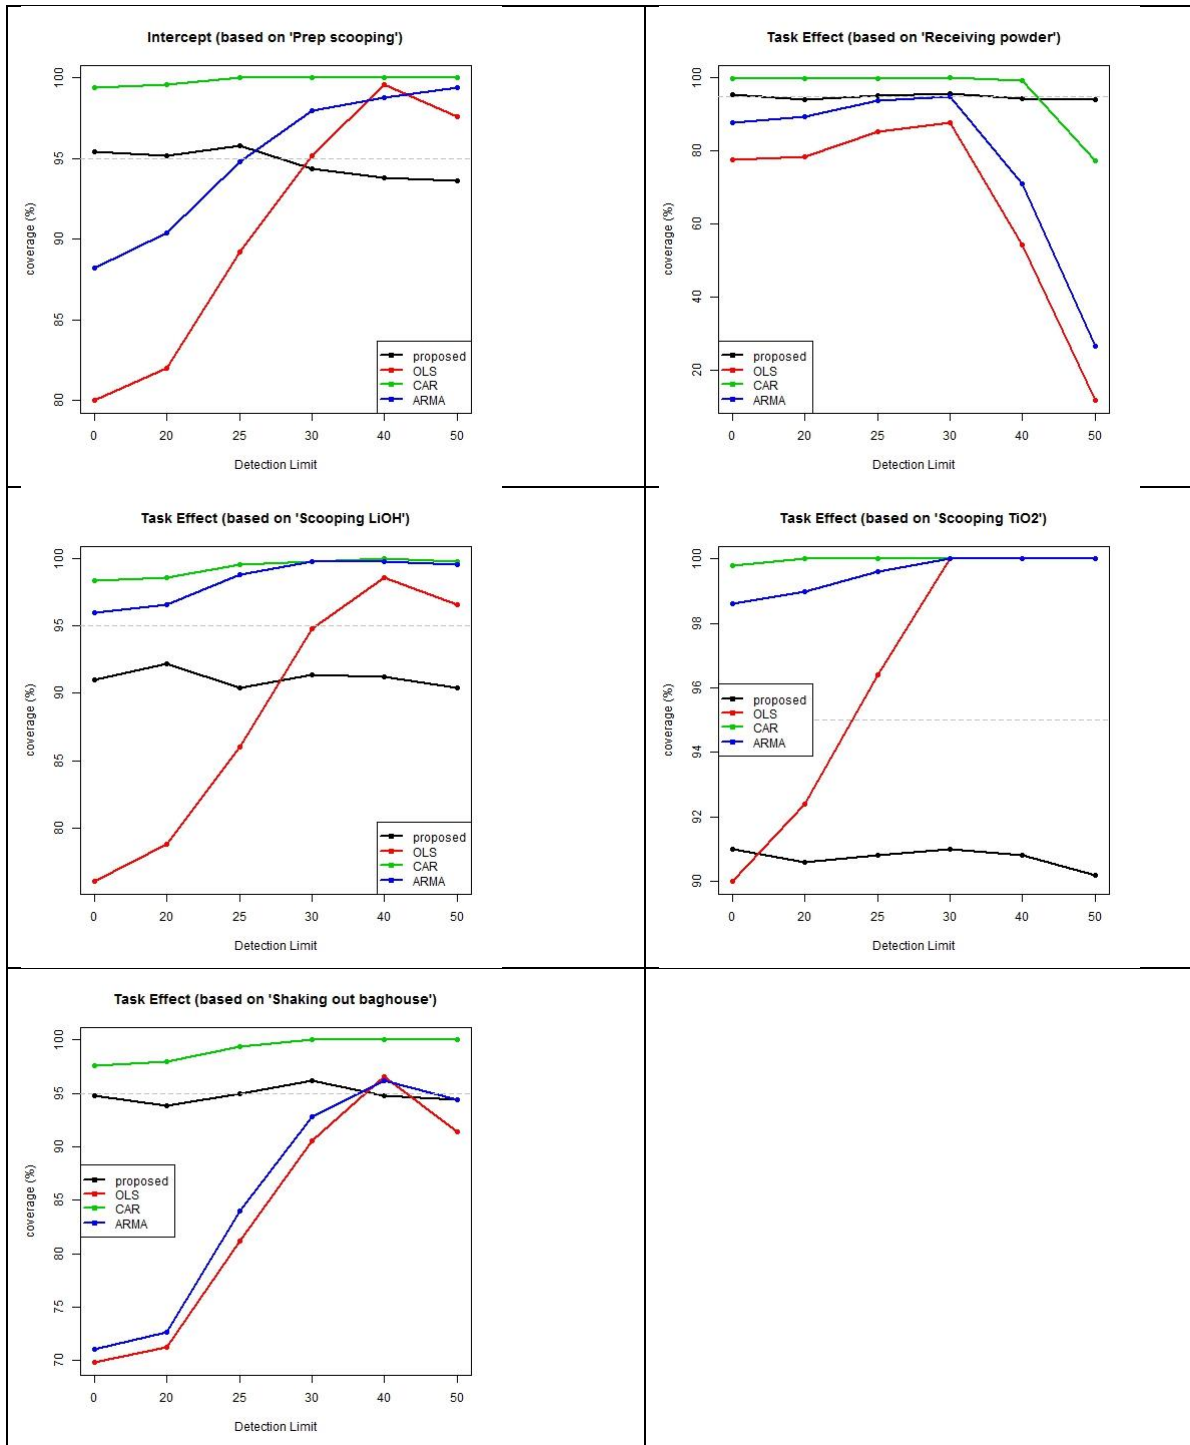 Intercept (based on 'Prep scooping')
100
95
90
85
80
coverage (%)
proposed
OLS
CAR
ARMA
0 20 25 30 40 50
Detection Limit
Task Effect (based on 'Receiving powder')
100
80
60
40
20
coverage (%)
proposed
OLS
CAR
ARMA
0 20 25 30 40 50
Detection Limit
Task Effect (based on 'Scooping LiOH')
100
95
90
85
80
coverage (%)
proposed
OLS
CAR
ARMA
0 20 25 30 40 50
Detection Limit
Task Effect (based on 'Scooping TiO2')
100
98
96
94
92
90
coverage (%)
proposed
OLS
CAR
ARMA
0 20 25 30 40 50
Detection Limit
Task Effect (based on 'Shaking out baghouse')
100
95
90
85
80
75
70
coverage (%)
proposed
OLS
CAR
ARMA
0 20 25 30 40 50
Detection Limit